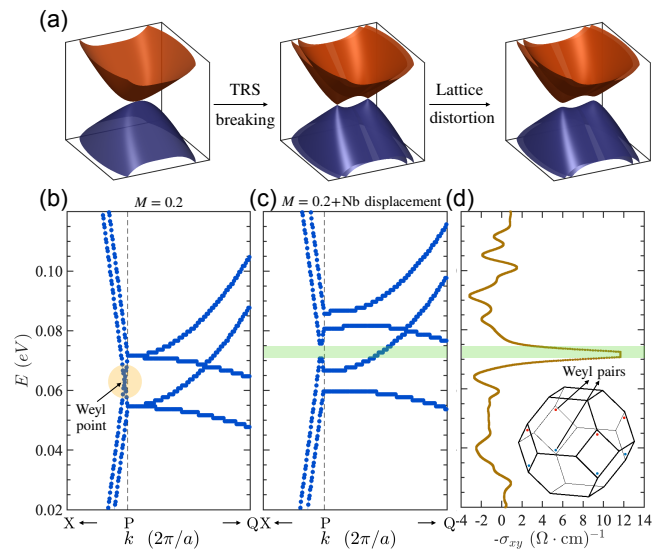 (a)
TRS
breaking
Lattice
distortion
(b)
M = 0.2
(c)
M = 0.2+Nb displacement
(d)
E (eV)
0.10
0.08
0.06
0.04
0.02
Weyl
point
X ← P → Q
k (2π/a)
X ← P → Q
k (2π/a)
Weyl pairs
-4 -2 0 2 4 6 8 10 12 14
-σxy (Ω · cm)⁻¹